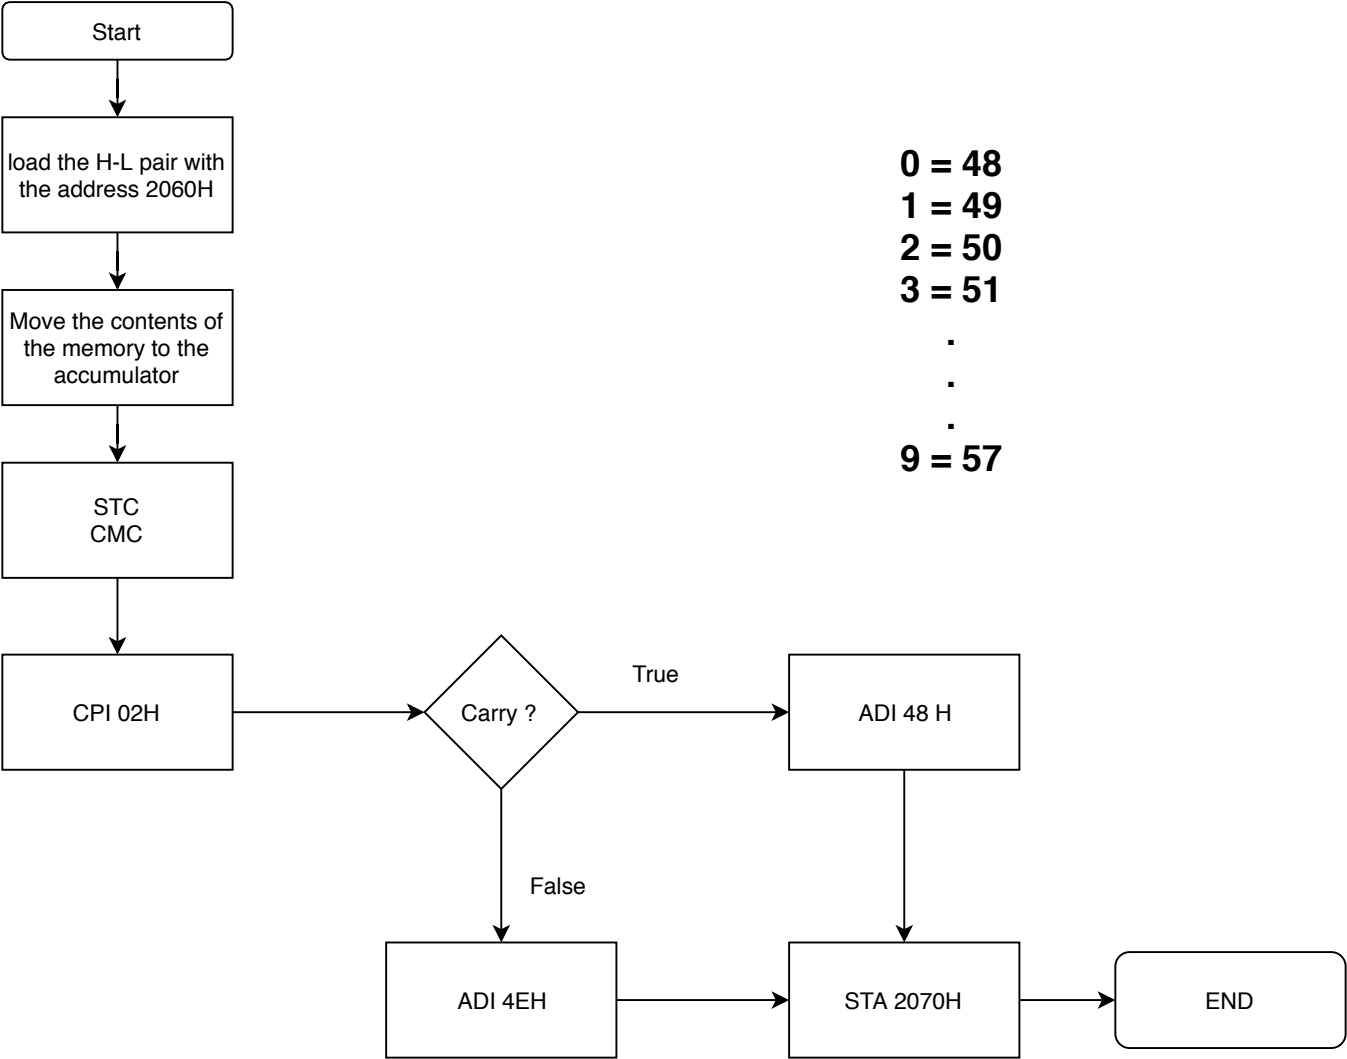 Start
load the H-L pair with
the address 2060H
Move the contents of
the memory to the
accumulator
STC
CMC
CPI 02H
Carry ?
True
ADI 48 H
False
ADI 4EH
STA 2070H
END
0 = 48
1 = 49
2 = 50
3 = 51
.
.
.
9 = 57